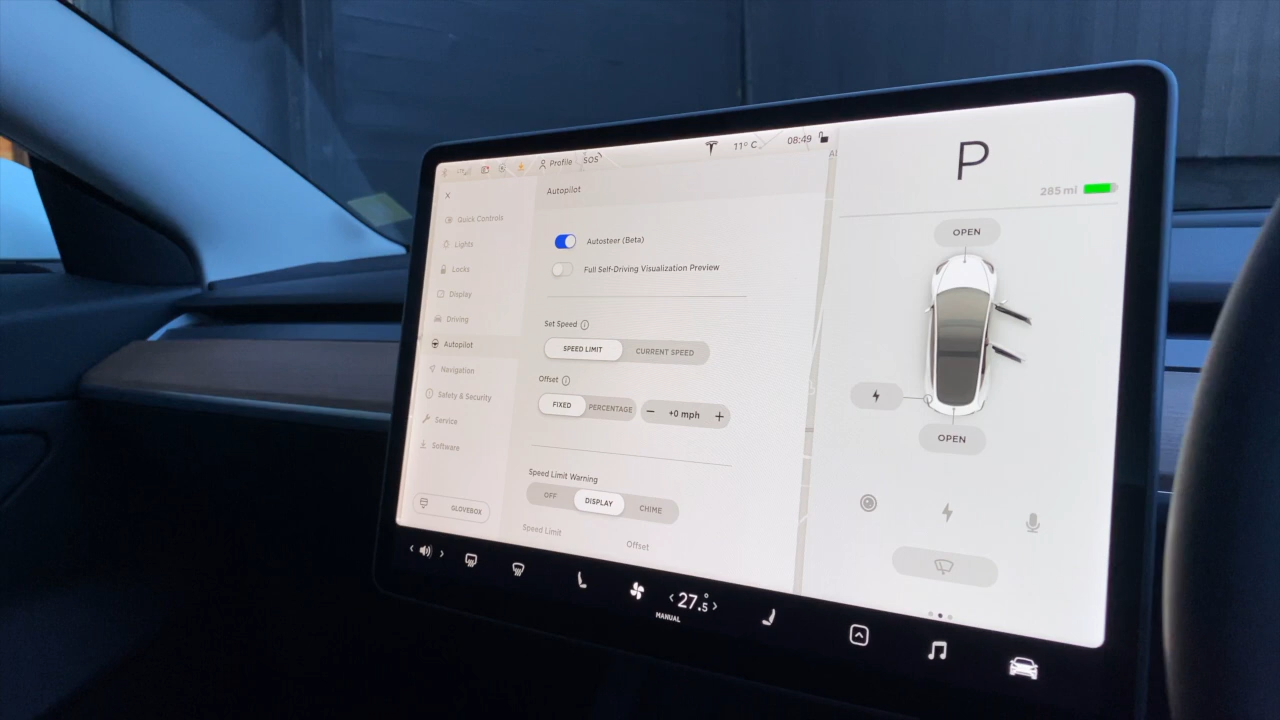 Profile SOS 11° C 08:49
Autopilot
Quick Controls
Lights
Locks
Display
Driving
Autopilot
Navigation
Safety & Security
Service
Software
GLOVEBOX
Autosteer (Beta)
Full Self-Driving Visualization Preview
Set Speed
SPEED LIMIT CURRENT SPEED
Offset
FIXED PERCENTAGE − +0 mph +
Speed Limit Warning
OFF DISPLAY CHIME
Speed Limit Offset
P
285 mi
OPEN
OPEN
27.5°
MANUAL